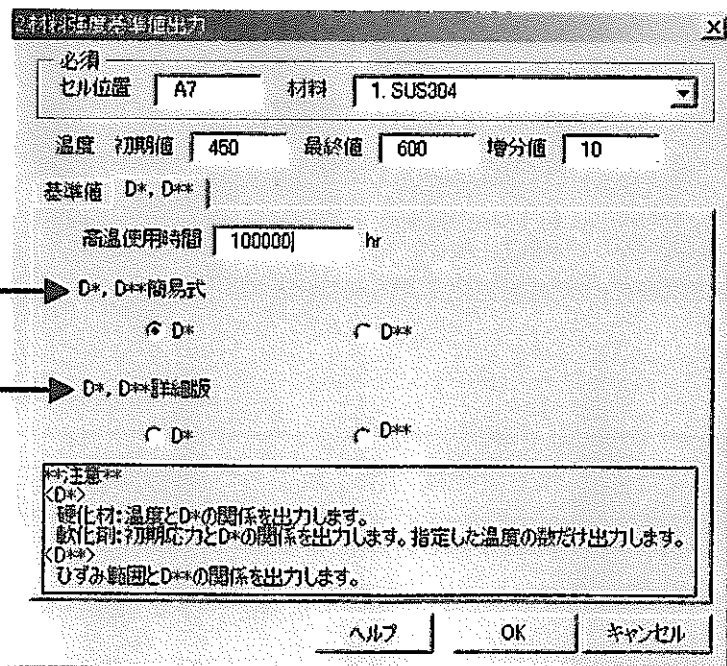 2材料強度基準値出力
必須
セル位置 A7 材料 1. SUS304
温度 初期値 450 最終値 600 増分値 10
基準値 D*, D**
高温使用時間 100000 hr
D*, D**簡易式
D* D**
D*, D**詳細版
D* D**
**注意**
<D*>
硬化材:温度とD*の関係を出力します。
軟化剤:初期応力とD*の関係を出力します。指定した温度の数だけ出力します。
<D**>
ひずみ範囲とD**の関係を出力します。
ヘルプ OK キャンセル